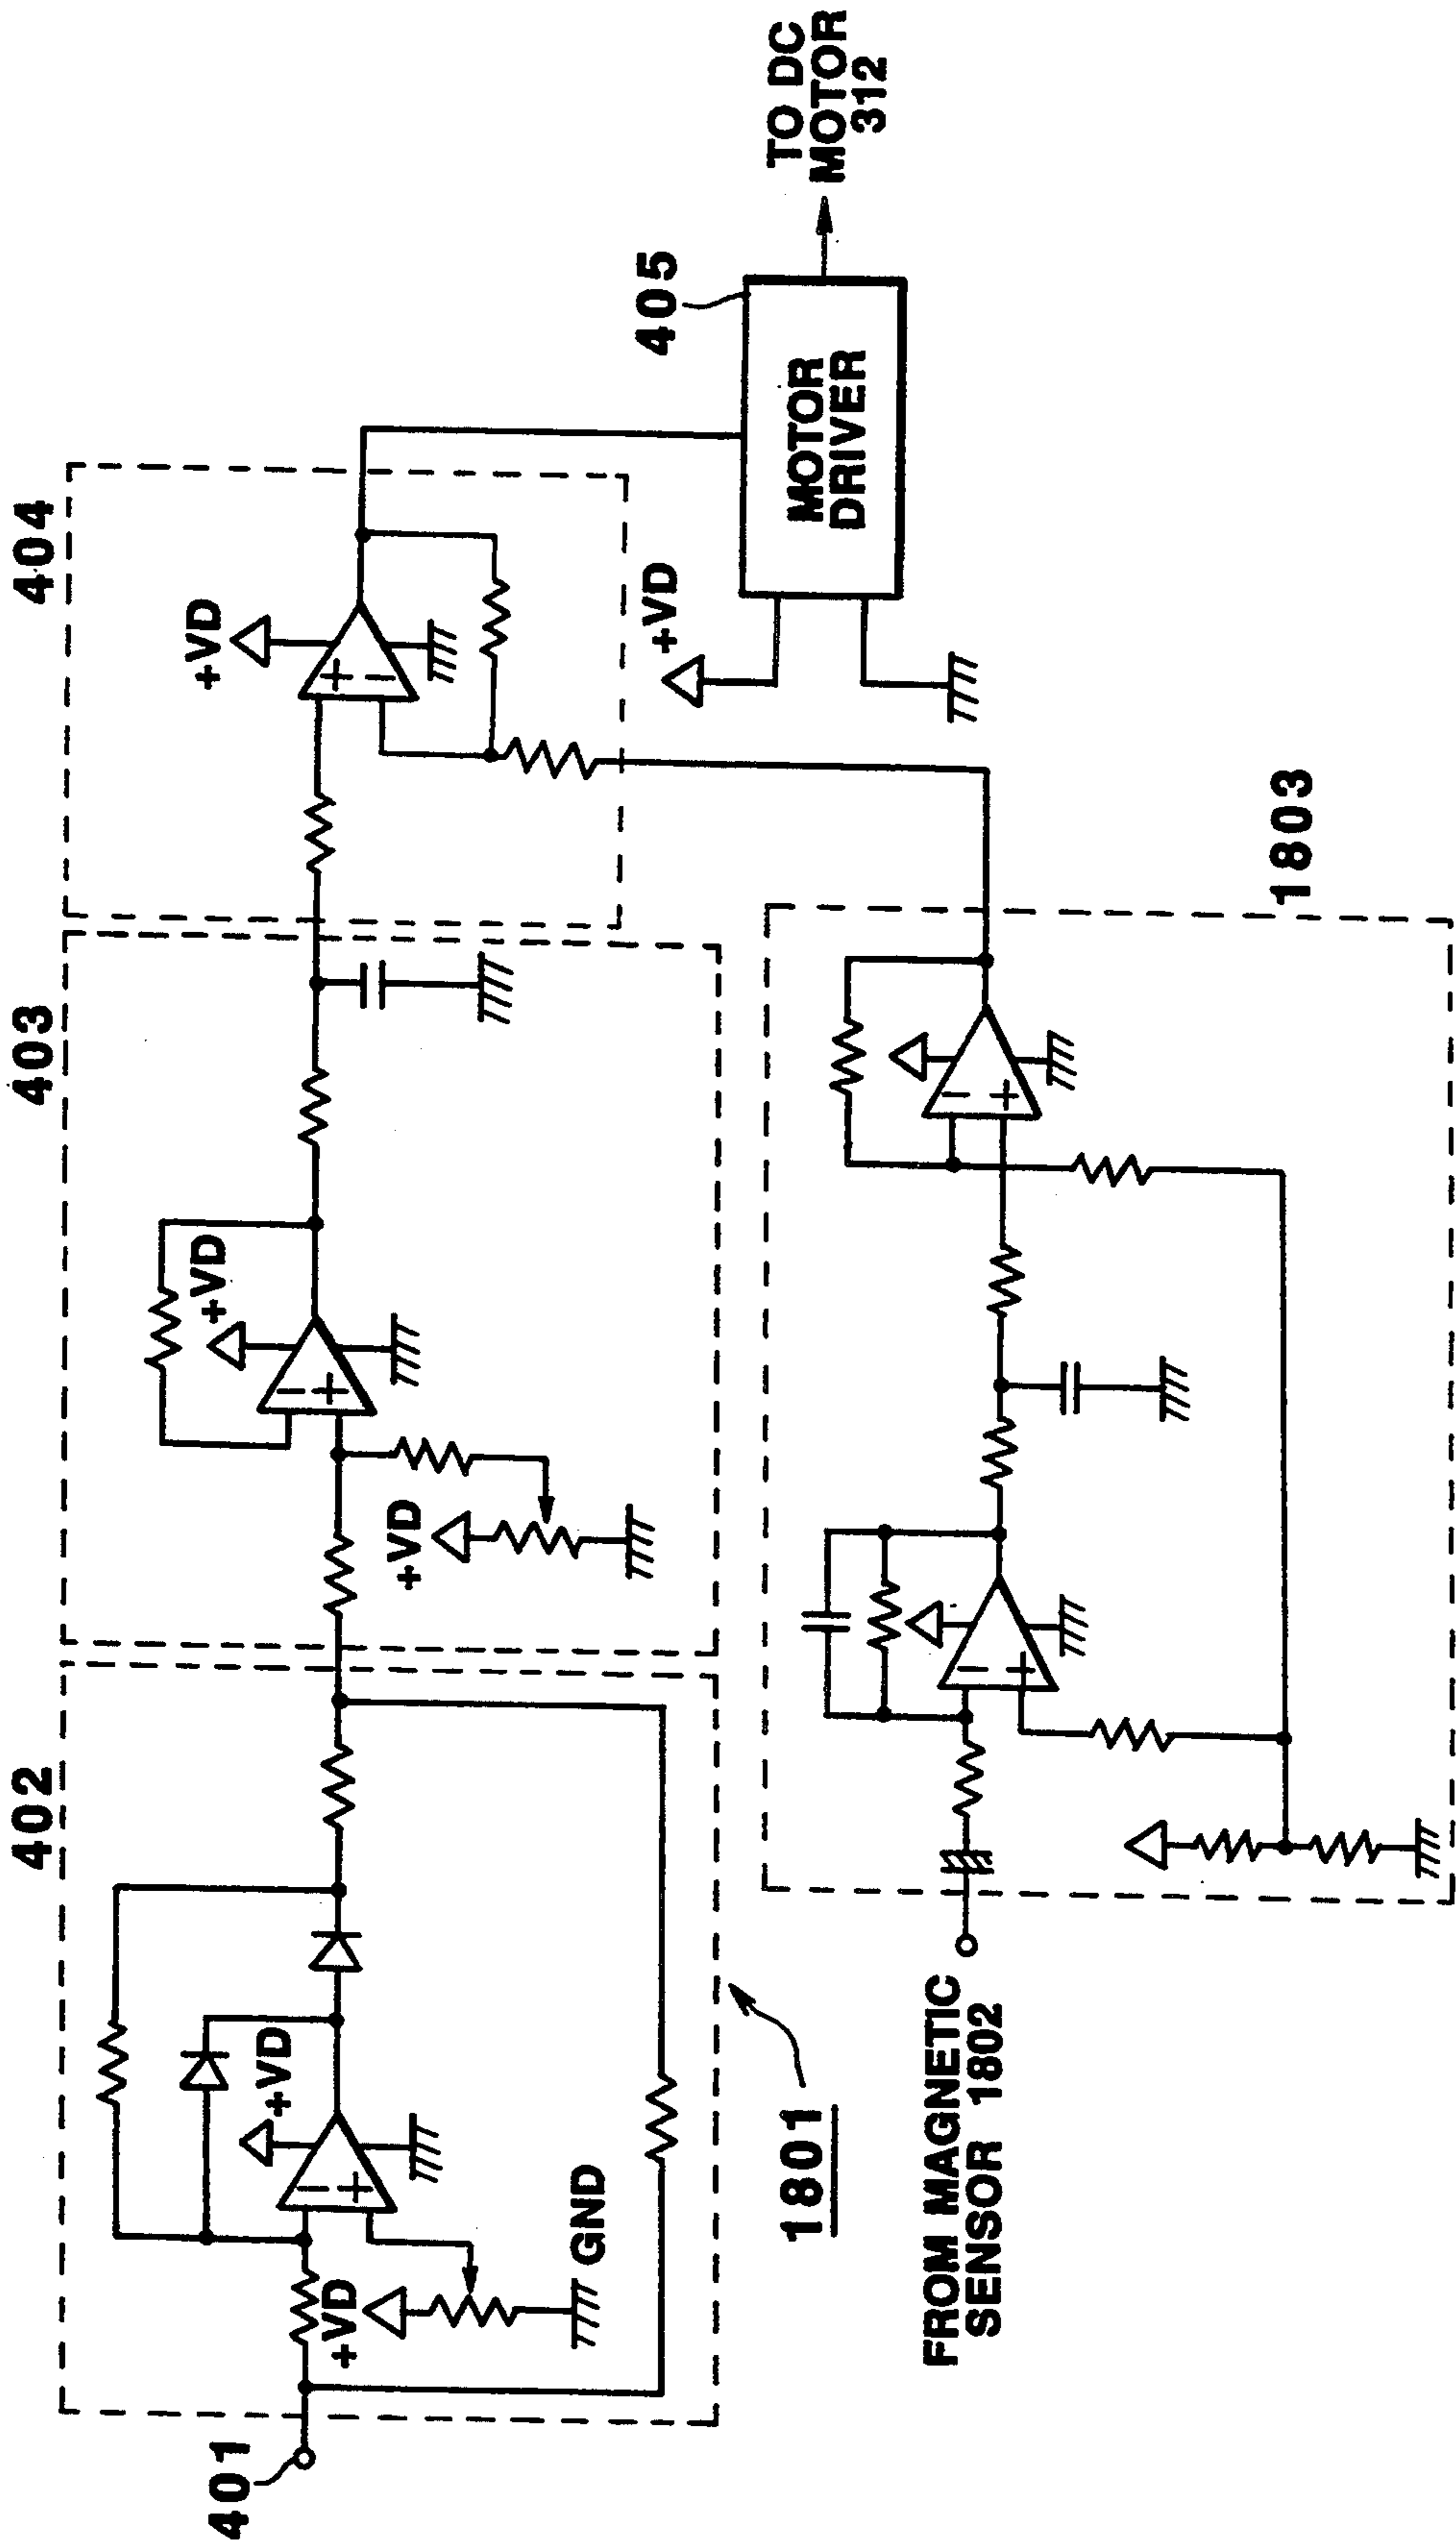 402
403
404
+VD
+VD
+VD
+VD
+VD
401
GND
- +
- +
+ -
+VD
405
MOTOR
DRIVER
TO DC
MOTOR
312
1801
FROM MAGNETIC
SENSOR 1802
- +
- +
1803